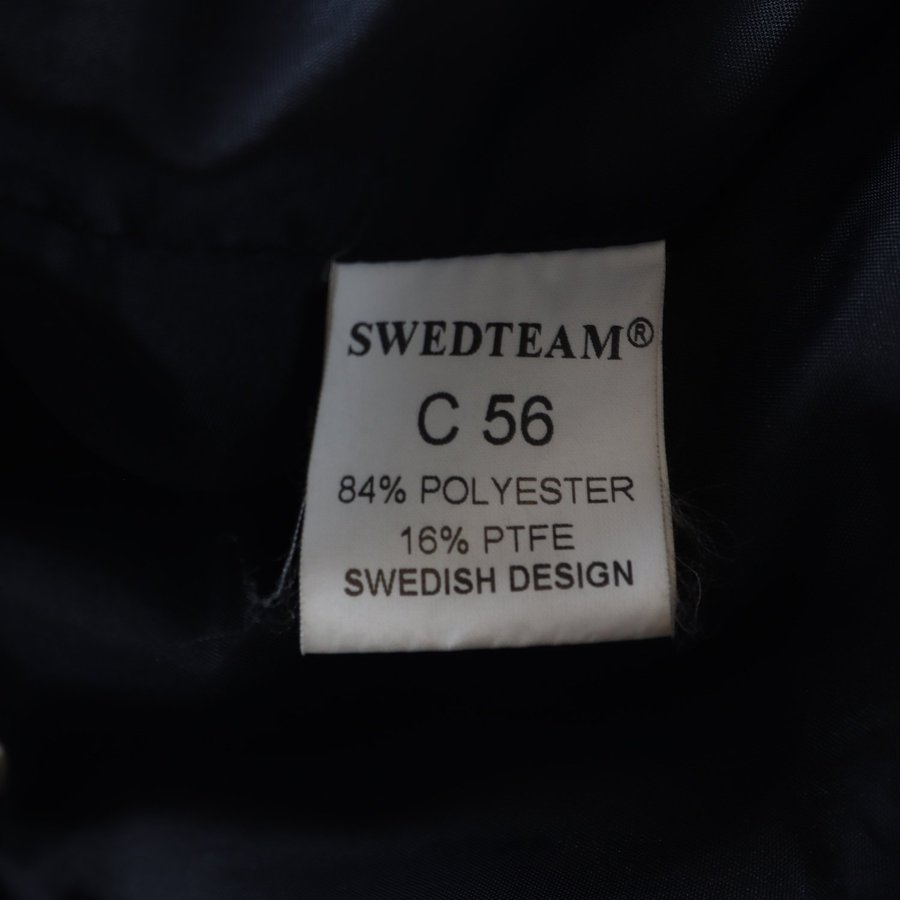 SWEDTEAM®
C 56
84% POLYESTER
16% PTFE
SWEDISH DESIGN